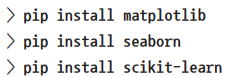 > pip install matplotlib
> pip install seaborn
> pip install scikit-learn